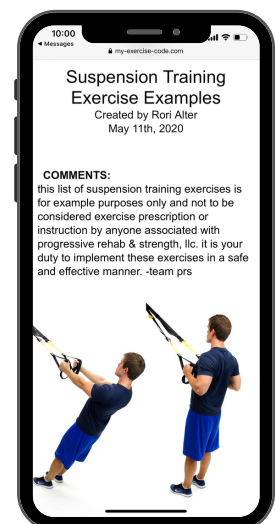 10:00
◀ Messages
my-exercise-code.com
Suspension Training
Exercise Examples
Created by Rori Alter
May 11th, 2020
COMMENTS:
this list of suspension training exercises is
for example purposes only and not to be
considered exercise prescription or
instruction by anyone associated with
progressive rehab & strength, llc. it is your
duty to implement these exercises in a safe
and effective manner. -team prs